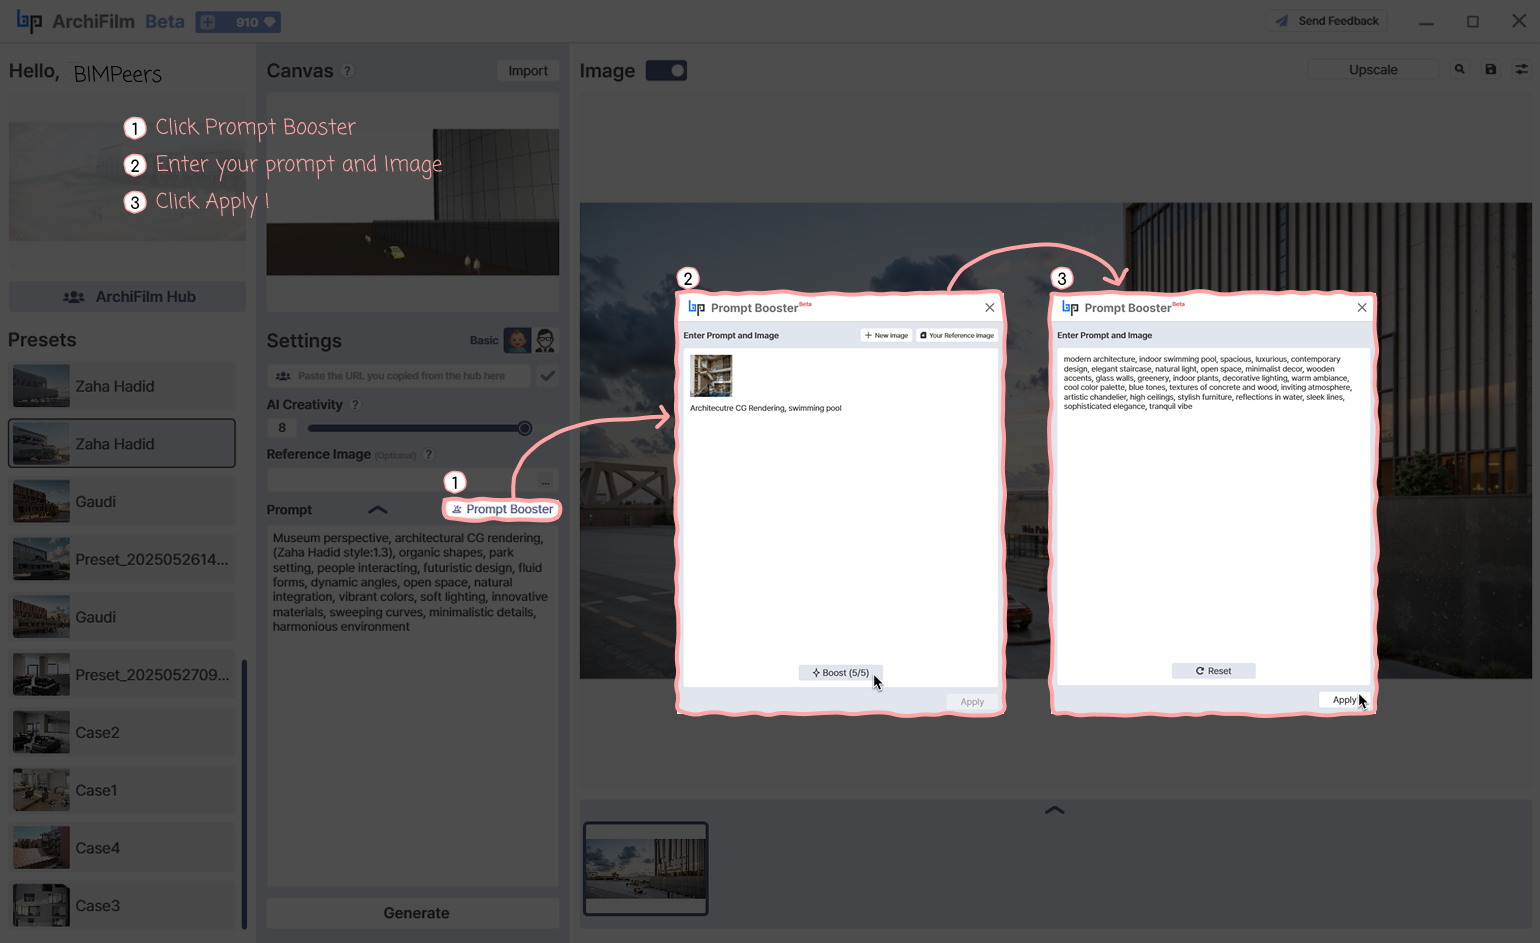 bp ArchiFilm Beta 910
Send Feedback
Hello, BIMPeers
1 Click Prompt Booster
2 Enter your prompt and Image
3 Click Apply !
ArchiFilm Hub
Presets
Zaha Hadid
Zaha Hadid
Gaudi
Preset_2025052614...
Gaudi
Preset_2025052709...
Case2
Case1
Case4
Case3
Canvas ?
Import
Settings
Basic
Paste the URL you copied from the hub here
AI Creativity ?
8
Reference Image (Optional) ?
...
1
Prompt
Prompt Booster
Museum perspective, architectural CG rendering,
(Zaha Hadid style:1.3), organic shapes, park
setting, people interacting, futuristic design, fluid
forms, dynamic angles, open space, natural
integration, vibrant colors, soft lighting, innovative
materials, sweeping curves, minimalistic details,
harmonious environment
Generate
Image
Upscale
2
bp Prompt Booster Beta
Enter Prompt and Image
+ New image
Your Reference image
Architecutre CG Rendering, swimming pool
Boost (5/5)
Apply
3
bp Prompt Booster Beta
Enter Prompt and Image
modern architecture, indoor swimming pool, spacious, luxurious, contemporary
design, elegant staircase, natural light, open space, minimalist decor, wooden
accents, glass walls, greenery, indoor plants, decorative lighting, warm ambiance,
cool color palette, blue tones, textures of concrete and wood, inviting atmosphere,
artistic chandelier, high ceilings, stylish furniture, reflections in water, sleek lines,
sophisticated elegance, tranquil vibe
Reset
Apply